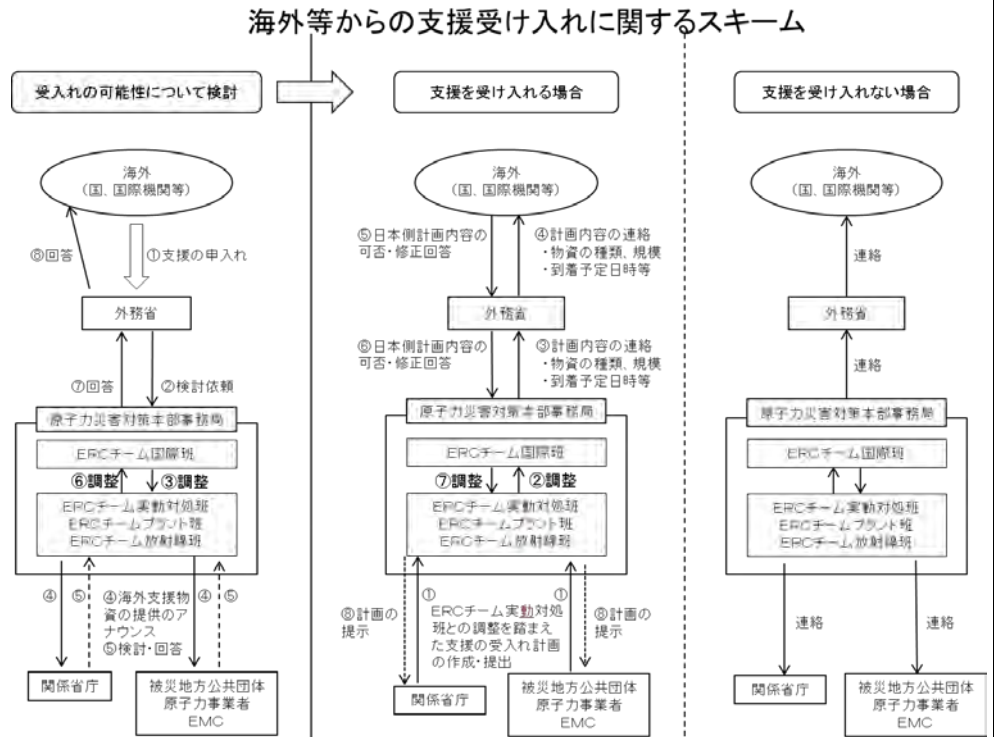 海外等からの支援受け入れに関するスキーム
受入れの可能性について検討
海外
(国、国際機関等)
⑧回答
①支援の申入れ
外務省
⑦回答
②検討依頼
原子力災害対策本部事務局
ERCチーム国際班
⑥調整
③調整
ERCチーム実動対処班
ERCチームプラント班
ERCチーム放射線班
④
⑤
④海外支援物
資の提供のア
ナウンス
⑤検討・回答
④
⑤
関係省庁
被災地方公共団体
原子力事業者
EMC
支援を受け入れる場合
海外
(国、国際機関等)
⑤日本側計画内容の
可否・修正回答
④計画内容の連絡
・物資の種類、規模
・到着予定日時等
外務省
⑥日本側計画内容の
可否・修正回答
③計画内容の連絡
・物資の種類、規模
・到着予定日時等
原子力災害対策本部事務局
ERCチーム国際班
⑦調整
②調整
ERCチーム実動対処班
ERCチームプラント班
ERCチーム放射線班
⑧計画の
提示
①
ERCチーム実動対処
班との調整を踏まえ
た支援の受入れ計画
の作成・提出
①
⑧計画の
提示
関係省庁
被災地方公共団体
原子力事業者
EMC
支援を受け入れない場合
海外
(国、国際機関等)
連絡
外務省
連絡
原子力災害対策本部事務局
ERCチーム国際班
ERCチーム実動対処班
ERCチームプラント班
ERCチーム放射線班
連絡
連絡
関係省庁
被災地方公共団体
原子力事業者
EMC